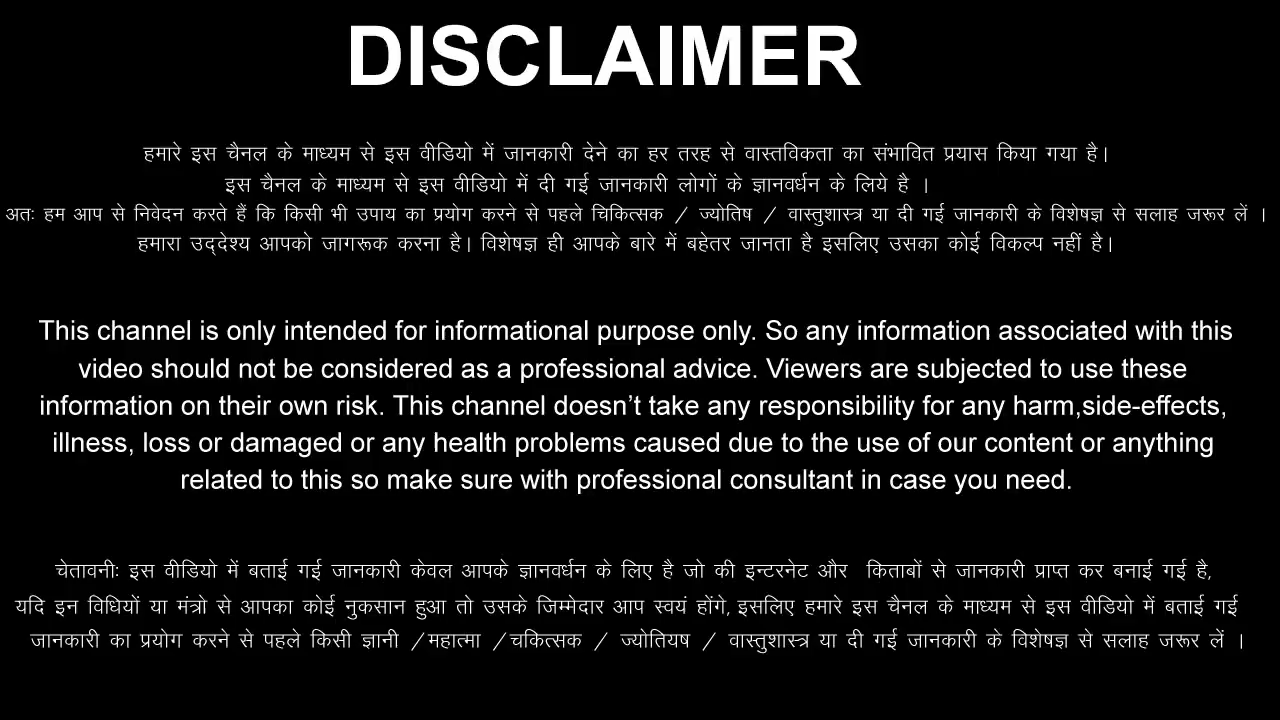 DISCLAIMER
हमारे इस चैनल के माध्यम से इस वीडियो में जानकारी देने का हर तरह से वास्तविकता का संभावित प्रयास किया गया है।
इस चैनल के माध्यम से इस वीडियो में दी गई जानकारी लोगों के ज्ञानवर्धन के लिये है ।
अतः हम आप से निवेदन करते हैं कि किसी भी उपाय का प्रयोग करने से पहले चिकित्सक / ज्योतिष / वास्तुशास्त्र या दी गई जानकारी के विशेषज्ञ से सलाह जरूर लें ।
हमारा उद्देश्य आपको जागरूक करना है। विशेषज्ञ ही आपके बारे में बहेतर जानता है इसलिए उसका कोई विकल्प नहीं है।
This channel is only intended for informational purpose only. So any information associated with this
video should not be considered as a professional advice. Viewers are subjected to use these
information on their own risk. This channel doesn’t take any responsibility for any harm,side-effects,
illness, loss or damaged or any health problems caused due to the use of our content or anything
related to this so make sure with professional consultant in case you need.
चेतावनीः इस वीडियो में बताई गई जानकारी केवल आपके ज्ञानवर्धन के लिए है जो की इन्टरनेट और किताबों से जानकारी प्राप्त कर बनाई गई है,
यदि इन विधियों या मंत्रो से आपका कोई नुकसान हुआ तो उसके जिम्मेदार आप स्वयं होंगे, इसलिए हमारे इस चैनल के माध्यम से इस वीडियो में बताई गई
जानकारी का प्रयोग करने से पहले किसी ज्ञानी /महात्मा /चकित्सक / ज्योतियष / वास्तुशास्त्र या दी गई जानकारी के विशेषज्ञ से सलाह जरूर लें ।